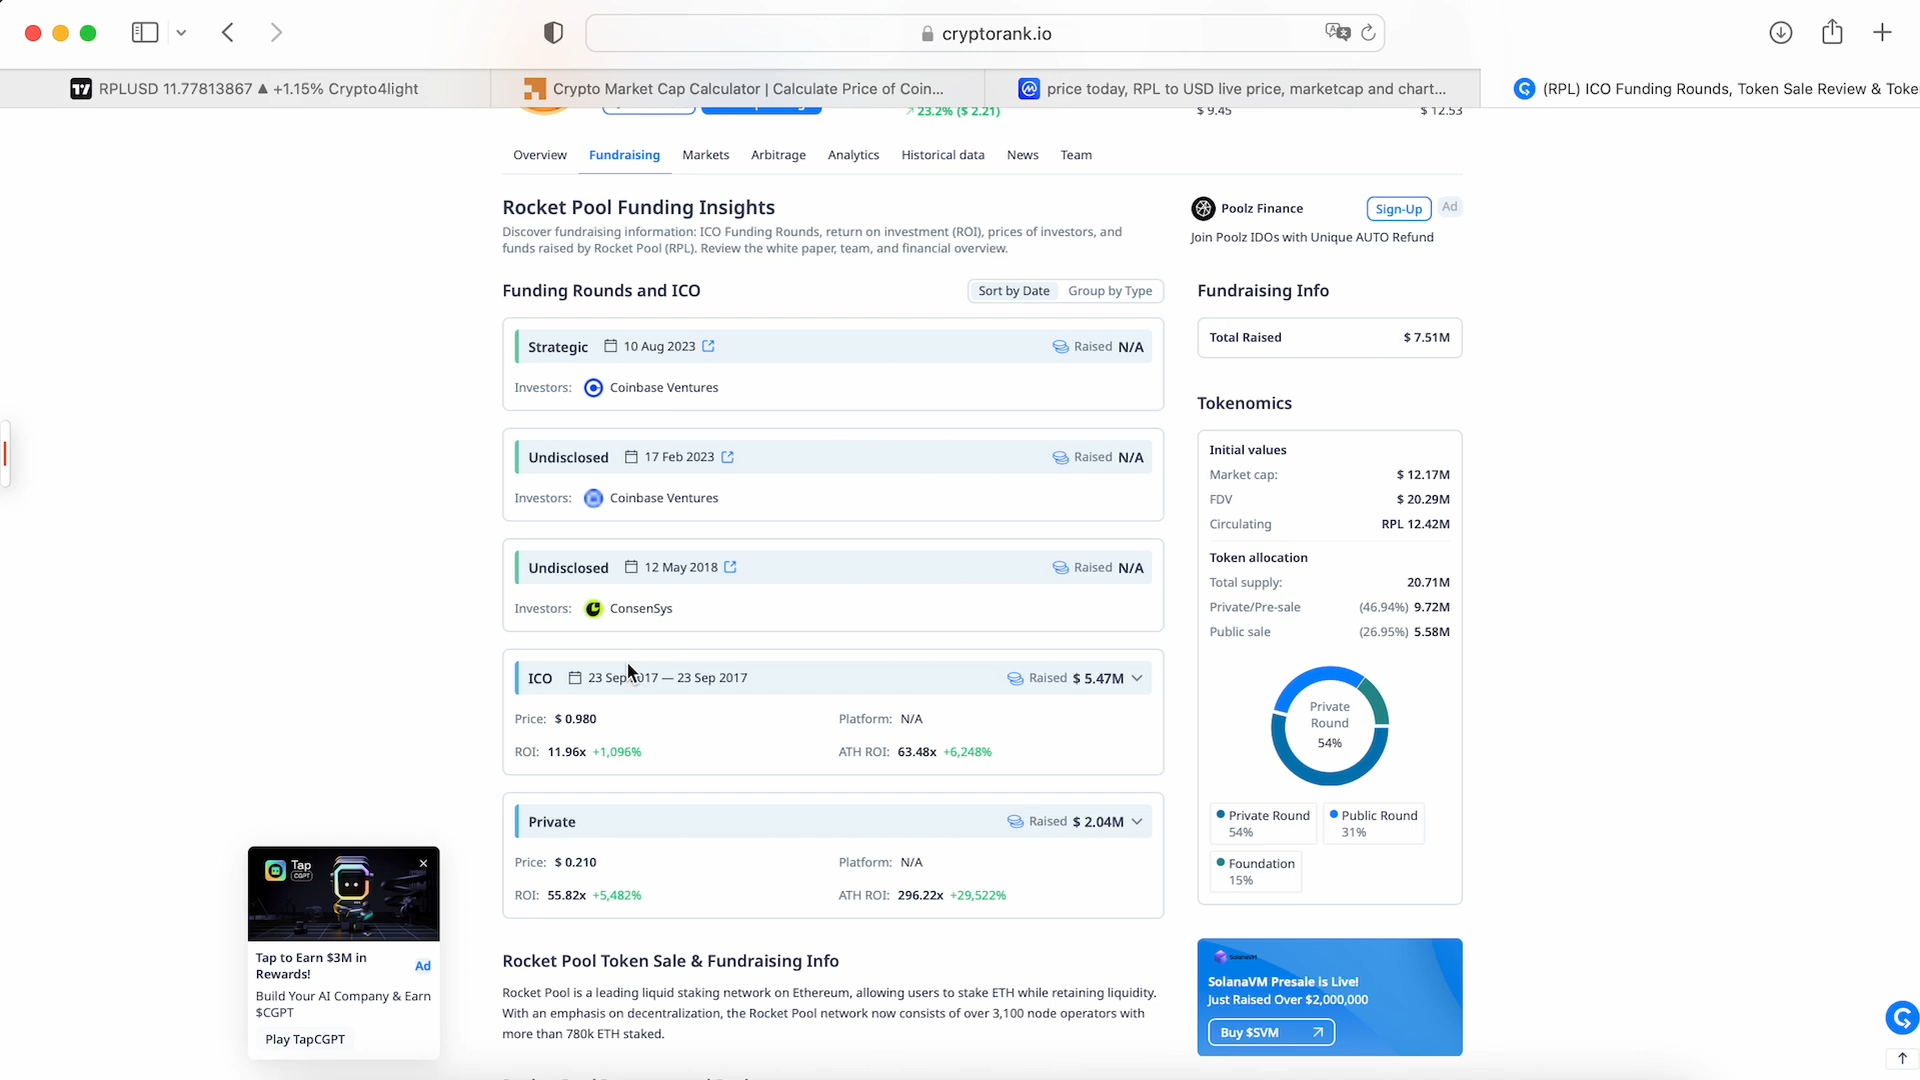 cryptorank.io
RPLUSD 11.77813867 ▲ +1.15% Crypto4light
Crypto Market Cap Calculator | Calculate Price of Coin...
price today, RPL to USD live price, marketcap and chart...
(RPL) ICO Funding Rounds, Token Sale Review & Toke
23.2% ($ 2.21)
$ 9.45
$ 12.53
Overview Fundraising Markets Arbitrage Analytics Historical data News Team
Rocket Pool Funding Insights
Discover fundraising information: ICO Funding Rounds, return on investment (ROI), prices of investors, and
funds raised by Rocket Pool (RPL). Review the white paper, team, and financial overview.
Poolz Finance
Sign-Up
Ad
Join Poolz IDOs with Unique AUTO Refund
Funding Rounds and ICO
Sort by Date Group by Type
Strategic 10 Aug 2023 Raised N/A
Investors: Coinbase Ventures
Undisclosed 17 Feb 2023 Raised N/A
Investors: Coinbase Ventures
Undisclosed 12 May 2018 Raised N/A
Investors: ConsenSys
ICO 23 Sep 2017 — 23 Sep 2017 Raised $ 5.47M
Price: $ 0.980 Platform: N/A
ROI: 11.96x +1,096% ATH ROI: 63.48x +6,248%
Private Raised $ 2.04M
Price: $ 0.210 Platform: N/A
ROI: 55.82x +5,482% ATH ROI: 296.22x +29,522%
Rocket Pool Token Sale & Fundraising Info
Rocket Pool is a leading liquid staking network on Ethereum, allowing users to stake ETH while retaining liquidity.
With an emphasis on decentralization, the Rocket Pool network now consists of over 3,100 node operators with
more than 780k ETH staked.
Fundraising Info
Total Raised $ 7.51M
Tokenomics
Initial values
Market cap: $ 12.17M
FDV $ 20.29M
Circulating RPL 12.42M
Token allocation
Total supply: 20.71M
Private/Pre-sale (46.94%) 9.72M
Public sale (26.95%) 5.58M
Private
Round
54%
Private Round
54%
Public Round
31%
Foundation
15%
SolanaVM
SolanaVM Presale is Live!
Just Raised Over $2,000,000
Buy $SVM
Tap
CGPT
Tap to Earn $3M in
Rewards!
Ad
Build Your AI Company & Earn
$CGPT
Play TapCGPT